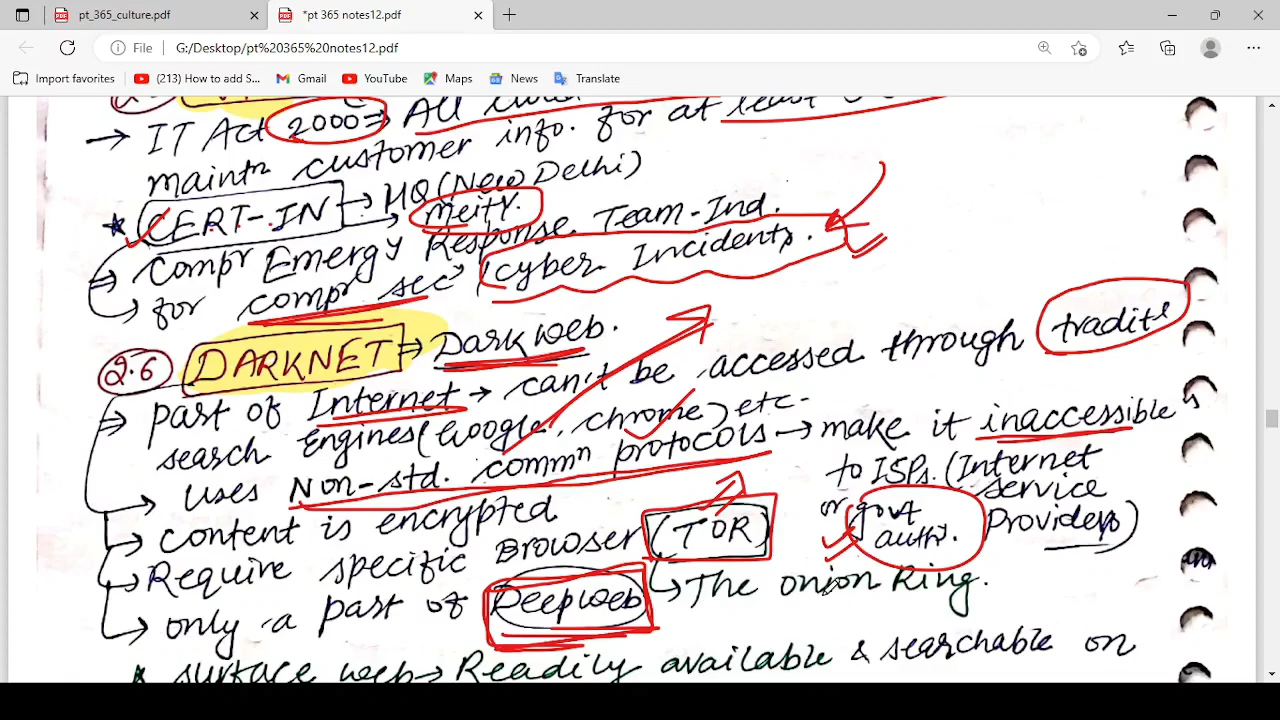 pt_365_culture.pdf
*pt 365 notes12.pdf
File G:/Desktop/pt%20365%20notes12.pdf
Import favorites (213) How to add S... Gmail YouTube Maps News Translate
→ IT Act 2000 ⇒ All for at least
maintn customer info.
★ CERT-IN → HQ (New Delhi)
→ meity.
⇒ Compr Emergy Response Team-Ind.
↳ for compr secy / cyber Incidents.
2.6 DARKNET → Dark web.
⇒ part of Internet → can't be accessed through traditn
search Engines (Google, chrome) etc.
→ uses Non-std. commn protocols → make it inaccessible
to ISPs. (Internet service Providers)
or govt auth.
→ content is encrypted
→ Require specific Browser (TOR)
↳ The onion Ring.
→ only a part of Deepweb
★ surface web → Readily available & searchable on